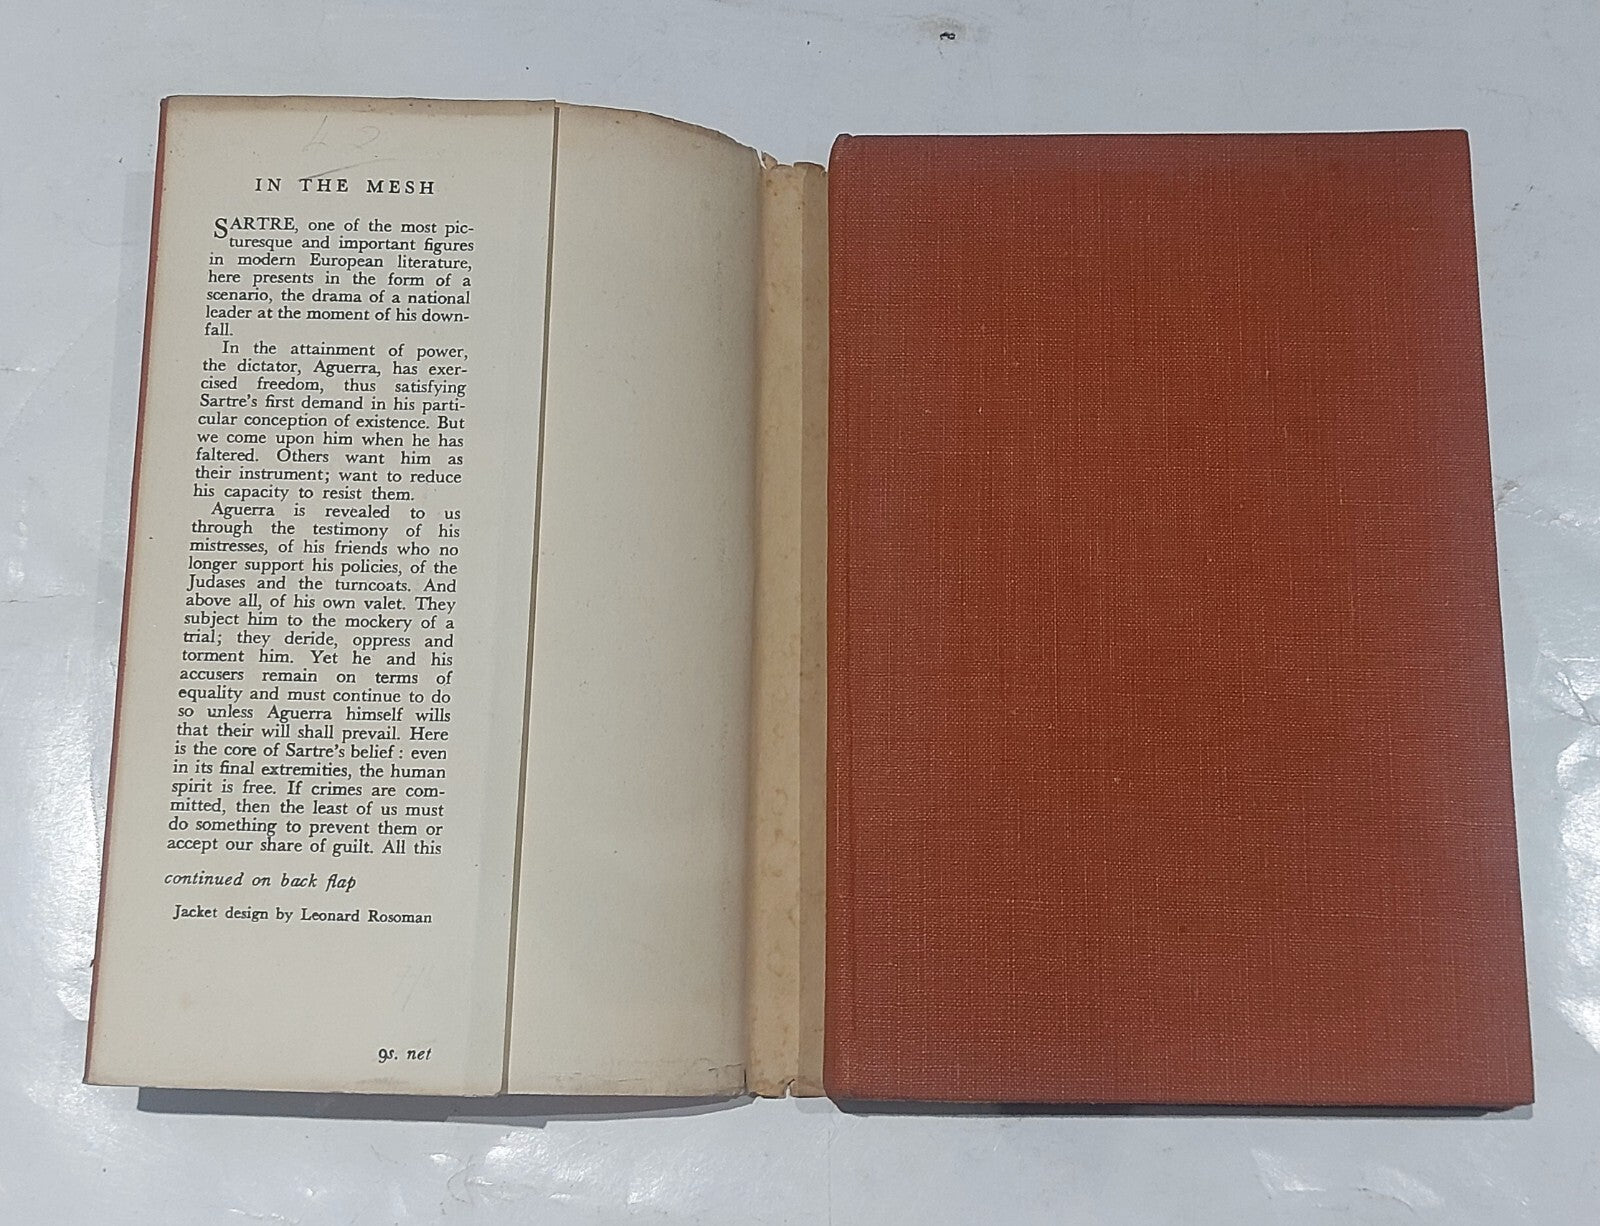 L2
IN THE MESH
SARTRE, one of the most pic-
turesque and important figures
in modern European literature,
here presents in the form of a
scenario, the drama of a national
leader at the moment of his down-
fall.
In the attainment of power,
the dictator, Aguerra, has exer-
cised freedom, thus satisfying
Sartre's first demand in his parti-
cular conception of existence. But
we come upon him when he has
faltered. Others want him as
their instrument; want to reduce
his capacity to resist them.
Aguerra is revealed to us
through the testimony of his
mistresses, of his friends who no
longer support his policies, of the
Judases and the turncoats. And
above all, of his own valet. They
subject him to the mockery of a
trial; they deride, oppress and
torment him. Yet he and his
accusers remain on terms of
equality and must continue to do
so unless Aguerra himself wills
that their will shall prevail. Here
is the core of Sartre's belief: even
in its final extremities, the human
spirit is free. If crimes are com-
mitted, then the least of us must
do something to prevent them or
accept our share of guilt. All this
continued on back flap
Jacket design by Leonard Rosoman
9s. net